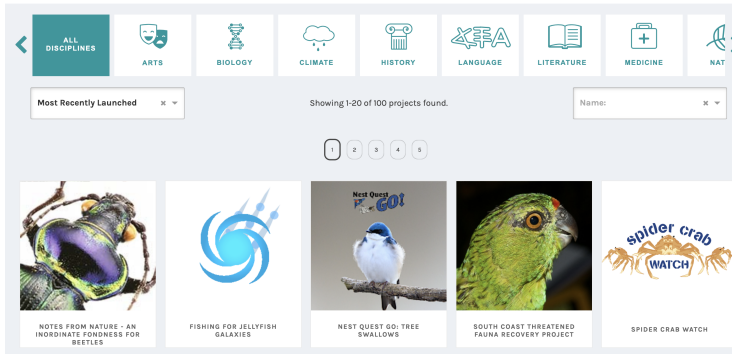 ALL
DISCIPLINES
ARTS
BIOLOGY
CLIMATE
HISTORY
LANGUAGE
LITERATURE
MEDICINE
NAT
Most Recently Launched
Showing 1-20 of 100 projects found.
Name:
1 2 3 4 5
Nest Quest
GO!
spider crab
WATCH
NOTES FROM NATURE - AN
INORDINATE FONDNESS FOR
BEETLES
FISHING FOR JELLYFISH
GALAXIES
NEST QUEST GO: TREE
SWALLOWS
SOUTH COAST THREATENED
FAUNA RECOVERY PROJECT
SPIDER CRAB WATCH